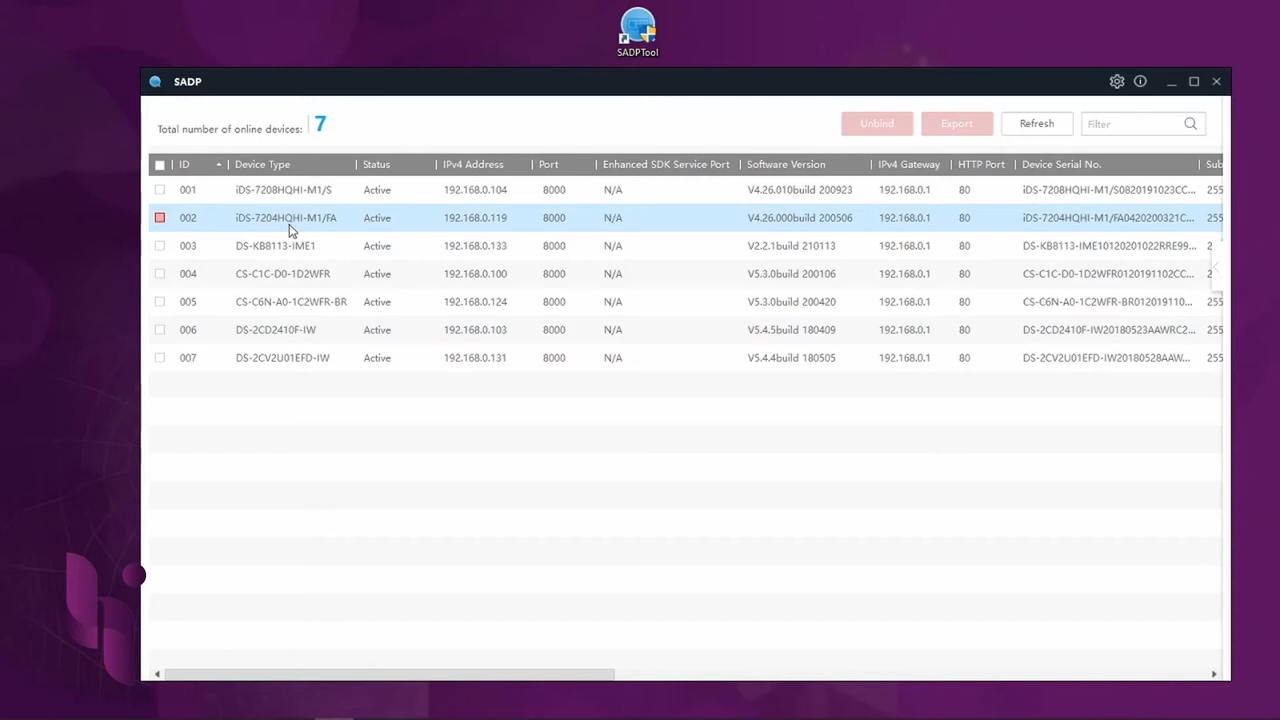 SADPTool
SADP
Total number of online devices: 7
Unbind Export Refresh Filter
ID Device Type Status IPv4 Address Port Enhanced SDK Service Port Software Version IPv4 Gateway HTTP Port Device Serial No. Sub
001 iDS-7208HQHI-M1/S Active 192.168.0.104 8000 N/A V4.26.010build 200923 192.168.0.1 80 iDS-7208HQHI-M1/S0820191023CC... 255
002 iDS-7204HQHI-M1/FA Active 192.168.0.119 8000 N/A V4.26.000build 200506 192.168.0.1 80 iDS-7204HQHI-M1/FA0420200321C... 255
003 DS-KB8113-IME1 Active 192.168.0.133 8000 N/A V2.2.1build 210113 192.168.0.1 80 DS-KB8113-IME10120201022RRE99... 2
004 CS-C1C-D0-1D2WFR Active 192.168.0.100 8000 N/A V5.3.0build 200106 192.168.0.1 80 CS-C1C-D0-1D2WFR0120191102CC... 2
005 CS-C6N-A0-1C2WFR-BR Active 192.168.0.124 8000 N/A V5.3.0build 200420 192.168.0.1 80 CS-C6N-A0-1C2WFR-BR012019110... 255
006 DS-2CD2410F-IW Active 192.168.0.103 8000 N/A V5.4.5build 180409 192.168.0.1 80 DS-2CD2410F-IW20180523AAWRC2... 255
007 DS-2CV2U01EFD-IW Active 192.168.0.131 8000 N/A V5.4.4build 180505 192.168.0.1 80 DS-2CV2U01EFD-IW20180528AAW... 255